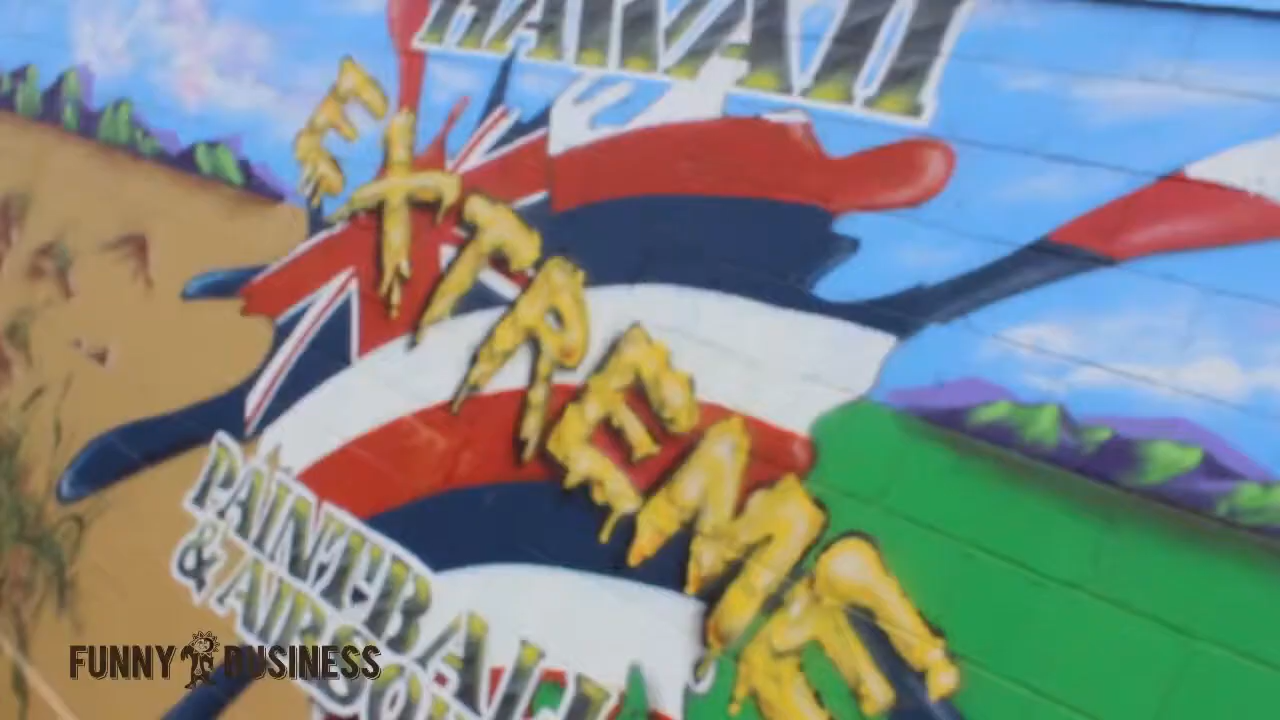 HAWAII
EXTREME
PAINTBALL
& AIRSOFT
FUNNY BUSINESS